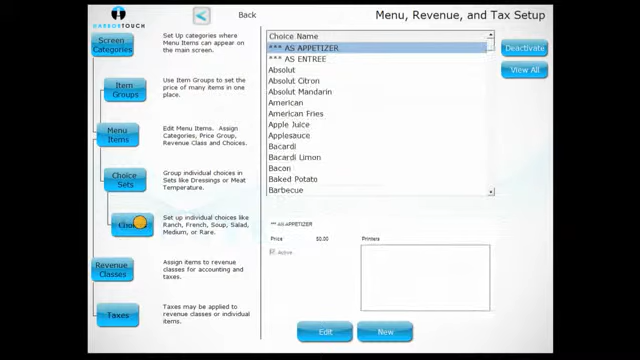 HARBORTOUCH
Back
Menu, Revenue, and Tax Setup
Screen
Categories
Set up categories where
Menu Items can appear on
the main screen.
Item
Groups
Use Item Groups to set the
price of many items in one
place.
Menu
Items
Edit Menu Items. Assign
Categories, Price Group,
Revenue Class and Choices.
Choice
Sets
Group individual choices in
Sets like Dressings or Meat
Temperature.
Set up individual choices like
Ranch, French, Soup, Salad,
Medium, or Rare.
Revenue
Classes
Assign items to revenue
classes for accounting and
taxes.
Taxes
Taxes may be applied to
revenue classes or individual
items.
Choice Name
*** AS APPETIZER
*** AS ENTREE
Absolut
Absolut Citron
Absolut Mandarin
American
American Fries
Apple Juice
Applesauce
Bacardi
Bacardi Limon
Bacon
Baked Potato
Barbecue
Deactivate
View All
*** AS APPETIZER
Price $0.00
Printers
Active
Edit
New